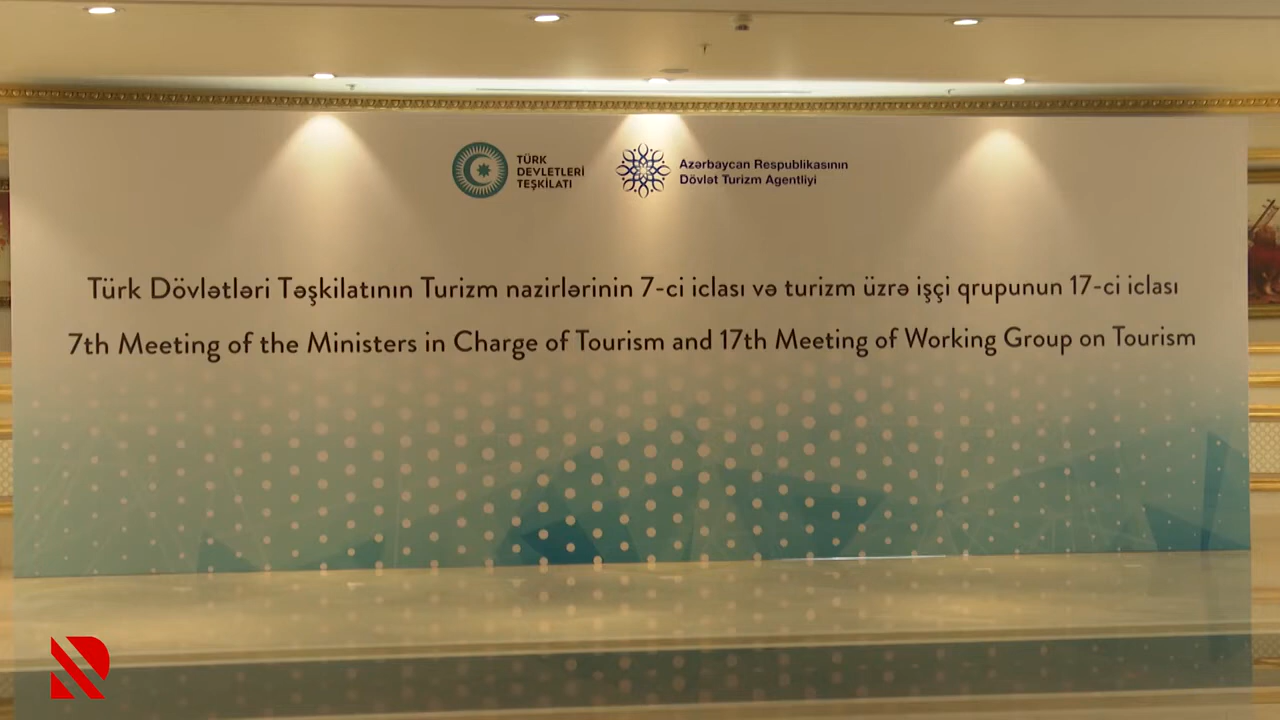 TÜRK
DEVLETLERİ
TEŞKİLATI
Azərbaycan Respublikasının
Dövlət Turizm Agentliyi
Türk Dövlətləri Təşkilatının Turizm nazirlərinin 7-ci iclası və turizm üzrə işçi qrupunun 17-ci iclası
7th Meeting of the Ministers in Charge of Tourism and 17th Meeting of Working Group on Tourism